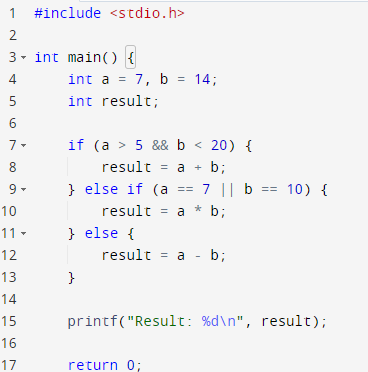 1 #include <stdio.h>
2
3 int main() {
4 int a = 7, b = 14;
5 int result;
6
7 if (a > 5 && b < 20) {
8 result = a + b;
9 } else if (a == 7 || b == 10) {
10 result = a * b;
11 } else {
12 result = a - b;
13 }
14
15 printf("Result: %d\n", result);
16
17 return 0;